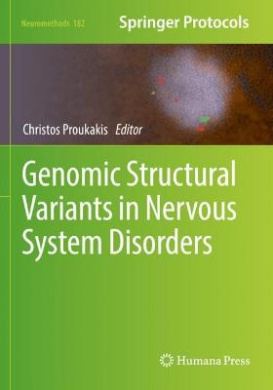 Neuromethods 182
Springer Protocols
Christos Proukakis Editor
Genomic Structural
Variants in Nervous
System Disorders
Humana Press